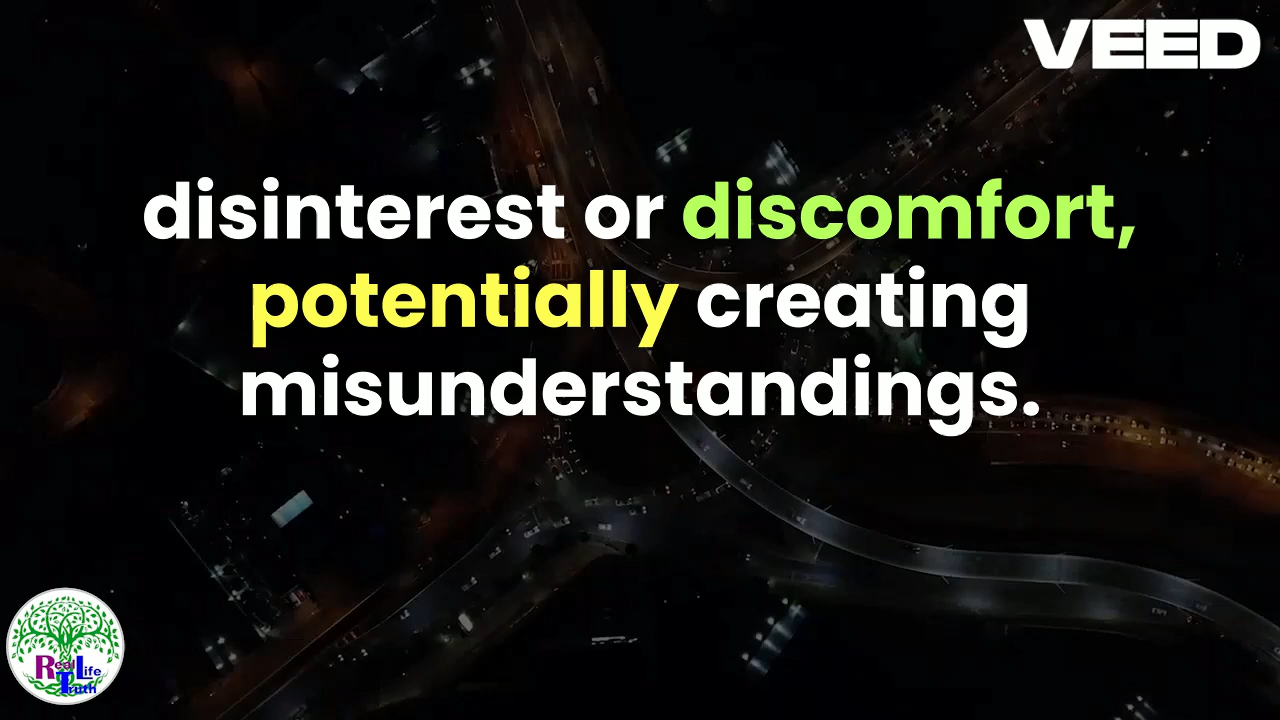 VEED
disinterest or discomfort,
potentially creating
misunderstandings.
Real Life
Truth